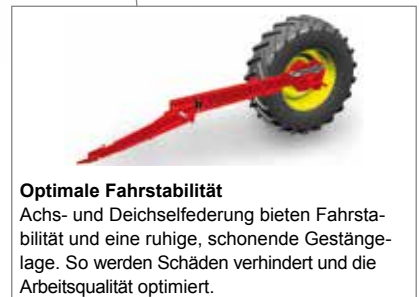 Optimale Fahrstabilität
Achs- und Deichselfederung bieten Fahrsta-
bilität und eine ruhige, schonende Gestänge-
lage. So werden Schäden verhindert und die
Arbeitsqualität optimiert.